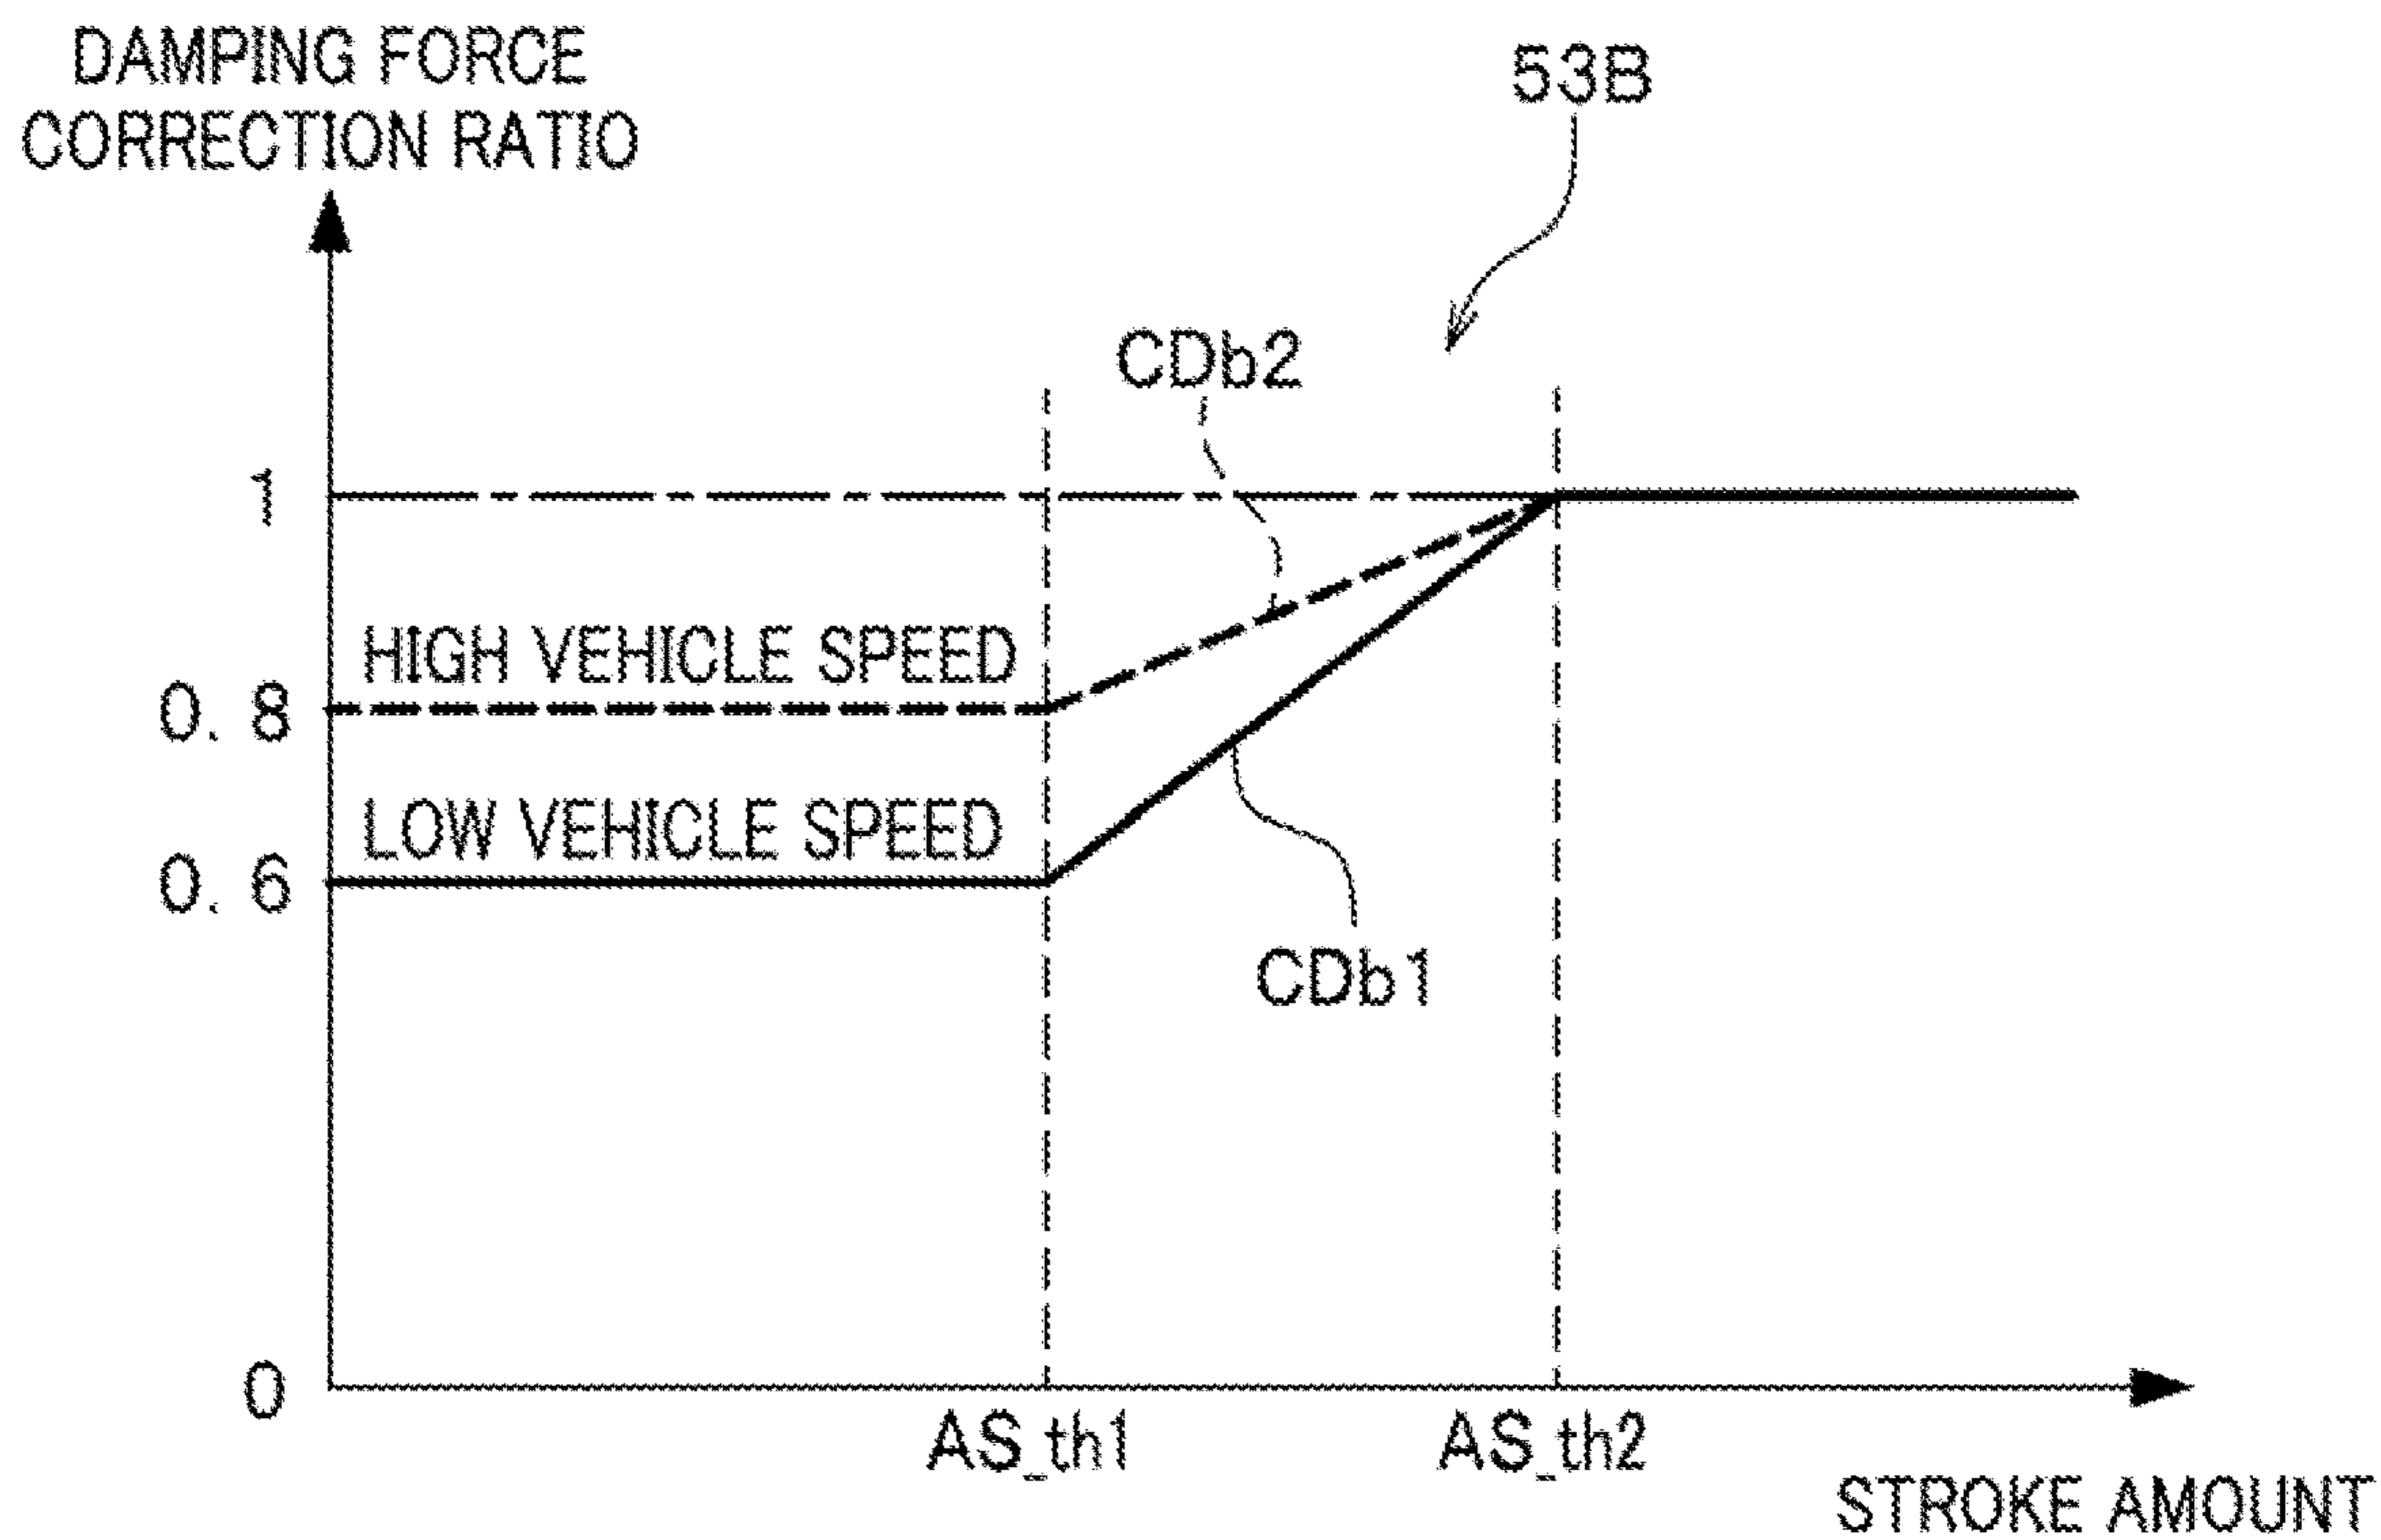 DAMPING FORCE
CORRECTION RATIO
53B
CDb2
1
HIGH VEHICLE SPEED
0. 8
LOW VEHICLE SPEED
0. 6
CDb1
0
AS_th1
AS_th2
STROKE AMOUNT